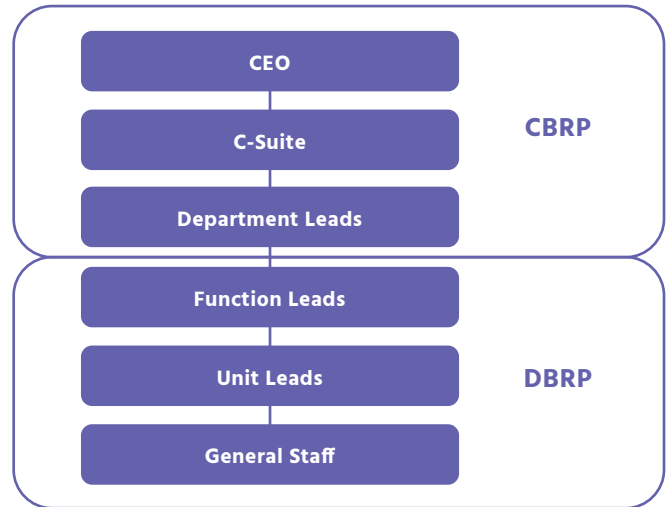 CEO
C-Suite
CBRP
Department Leads
Function Leads
Unit Leads
DBRP
General Staff